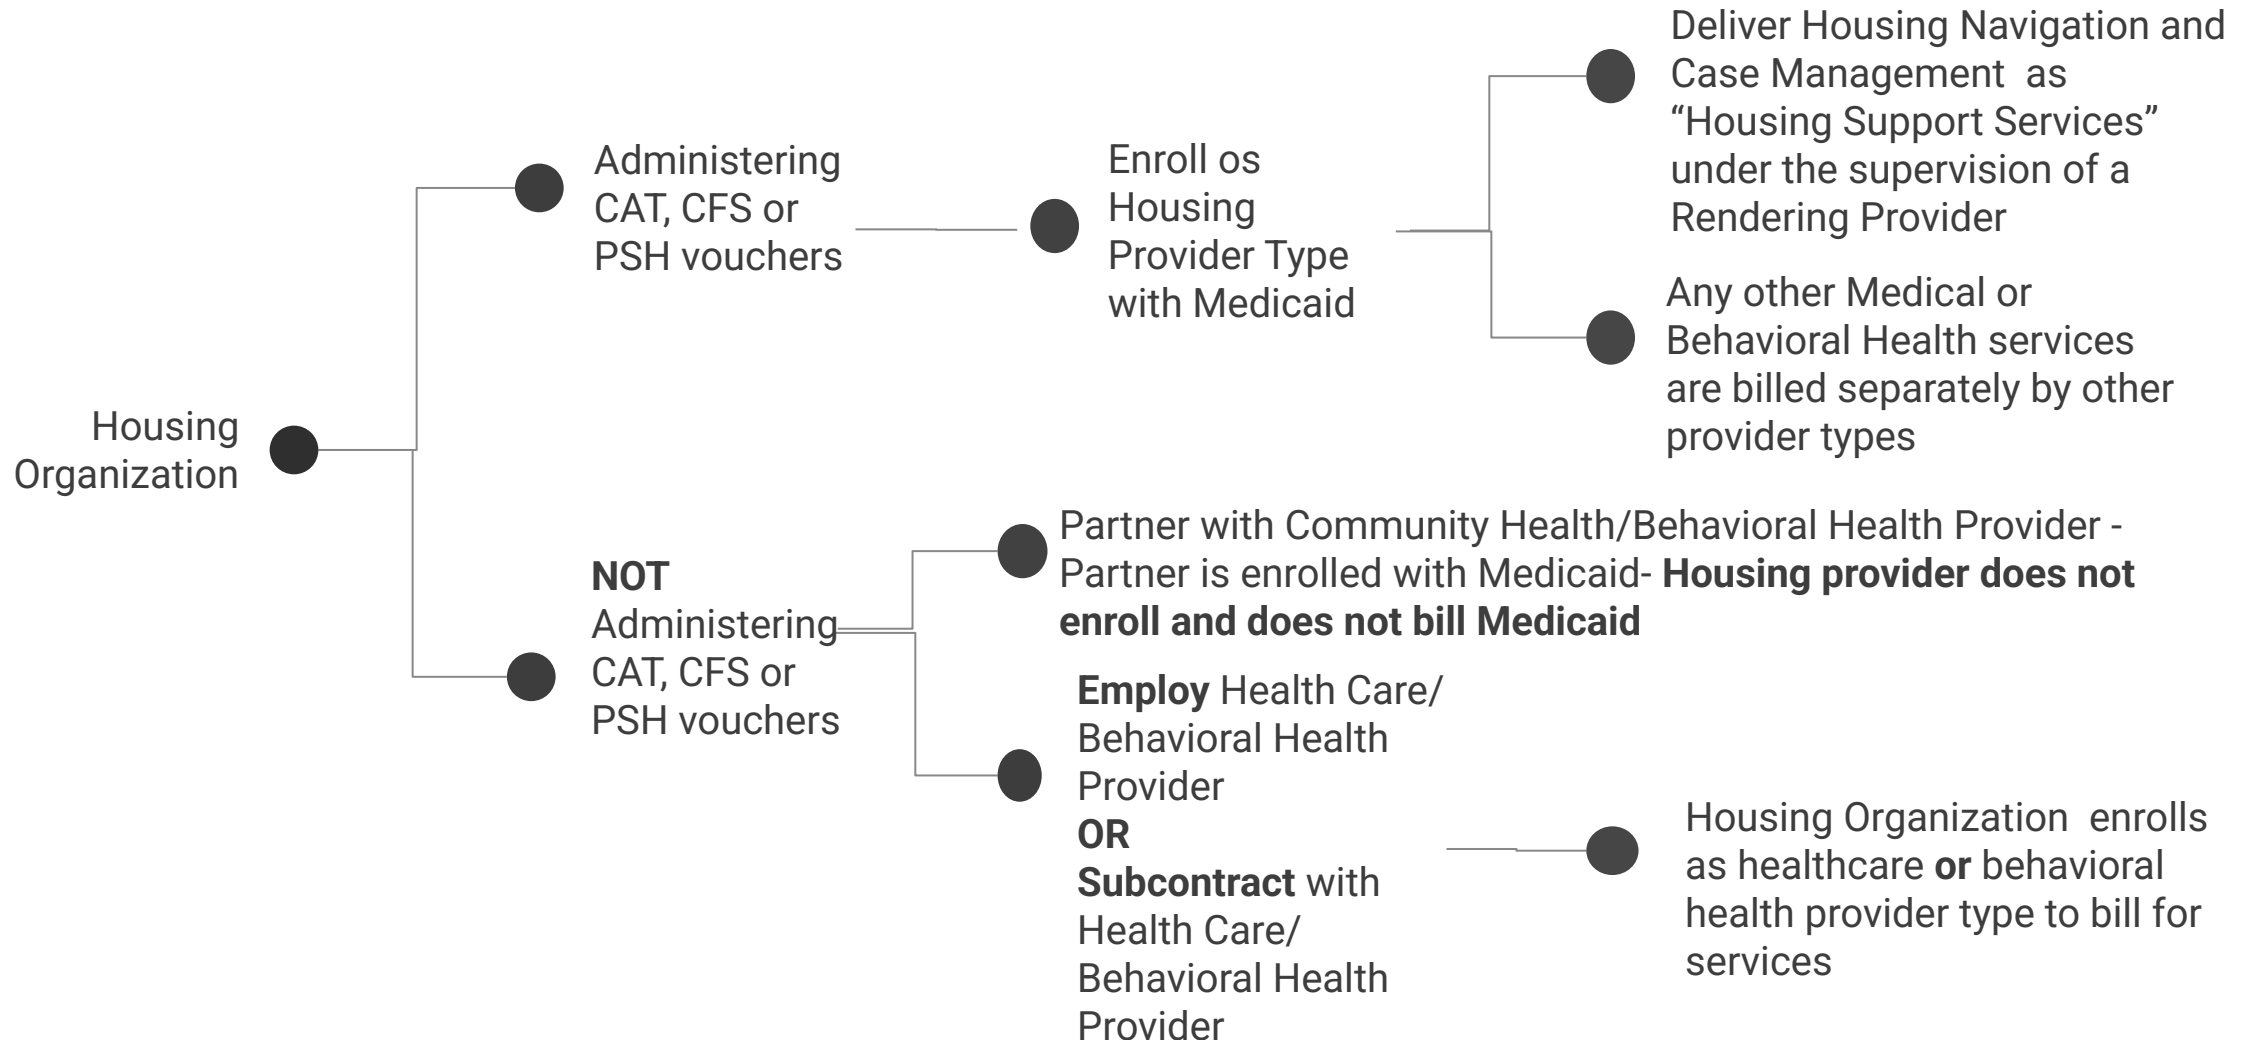 Housing
Organization
Administering
CAT, CFS or
PSH vouchers
Enroll os
Housing
Provider Type
with Medicaid
Deliver Housing Navigation and
Case Management  as
“Housing Support Services”
under the supervision of a
Rendering Provider
Any other Medical or
Behavioral Health services
are billed separately by other
provider types
NOT
Administering
CAT, CFS or
PSH vouchers
Partner with Community Health/Behavioral Health Provider -
Partner is enrolled with Medicaid- Housing provider does not
enroll and does not bill Medicaid
Employ Health Care/
Behavioral Health
Provider
OR
Subcontract with
Health Care/
Behavioral Health
Provider
Housing Organization  enrolls
as healthcare or behavioral
health provider type to bill for
services